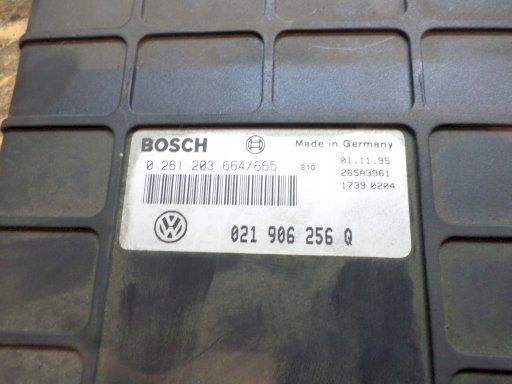 BOSCH Made in Germany
0 261 203 664/665 810 01.11.95
26SA3961
1739 0204
021 906 256 Q